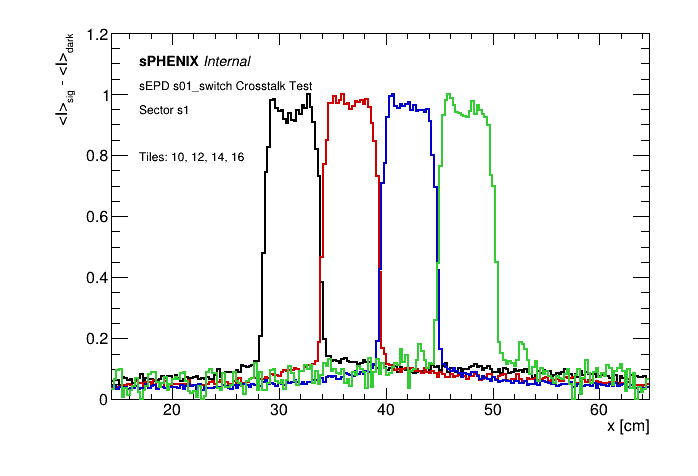 1.2
<I>sig - <I>dark
sPHENIX Internal
sEPD s01_switch Crosstalk Test
1
Sector s1
0.8
Tiles: 10, 12, 14, 16
0.6
0.4
0.2
0
20 30 40 50 60
x [cm]